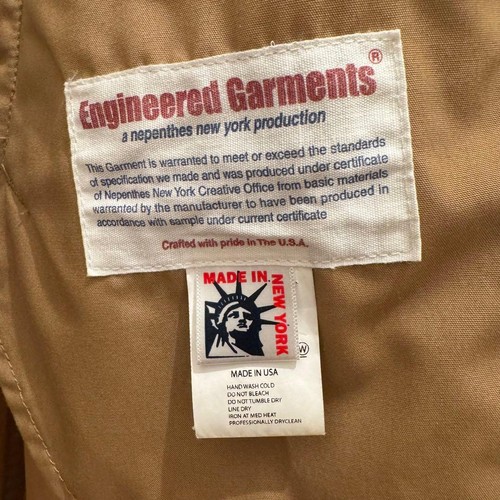 Engineered Garments®
a nepenthes new york production
This Garment is warranted to meet or exceed the standards
of specification we made and was produced under certificate
of Nepenthes New York Creative Office from basic materials
warranted by the manufacturer to have been produced in
accordance with sample under current certificate
Crafted with pride in The U.S.A.
MADE IN
NEW YORK
W
MADE IN USA
HAND WASH COLD
DO NOT BLEACH
DO NOT TUMBLE DRY
LINE DRY
IRON AT MED HEAT
PROFESSIONALLY DRYCLEAN